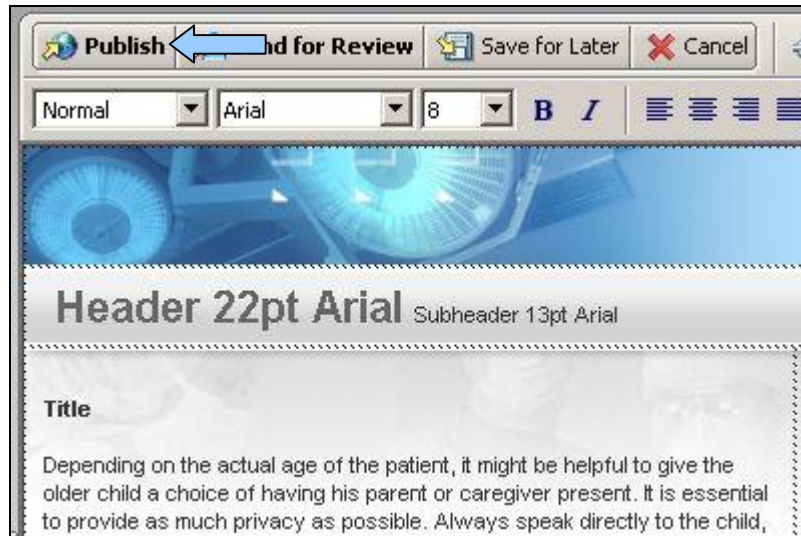 Publish nd for Review Save for Later Cancel
Normal Arial 8 B I
Header 22pt Arial Subheader 13pt Arial
Title
Depending on the actual age of the patient, it might be helpful to give the
older child a choice of having his parent or caregiver present. It is essential
to provide as much privacy as possible. Always speak directly to the child,